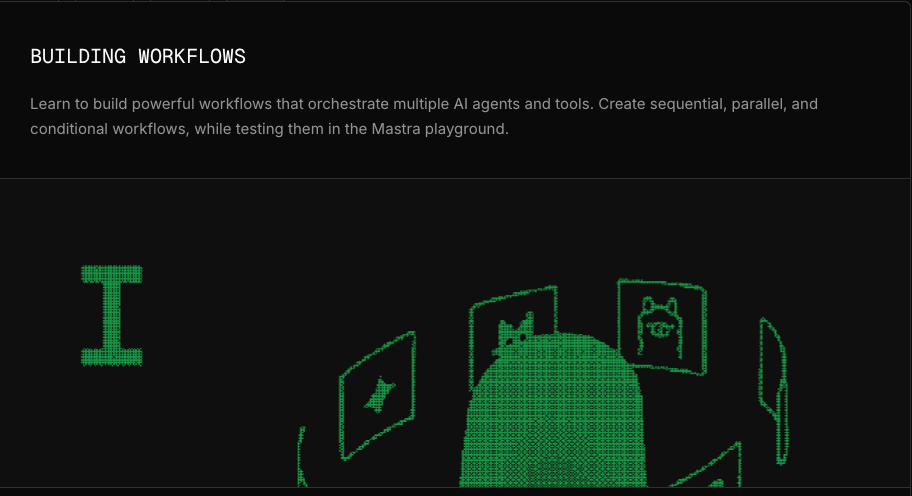 BUILDING WORKFLOWS
Learn to build powerful workflows that orchestrate multiple AI agents and tools. Create sequential, parallel, and
conditional workflows, while testing them in the Mastra playground.
I